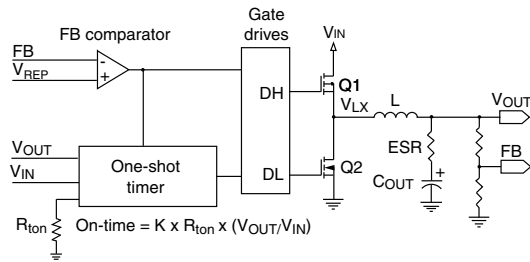 FB comparator
Gate
drives
VIN
FB
VREP
-
+
DH
Q1
VLX
L
VOUT
ESR
FB
COUT
+
VOUT
VIN
One-shot
timer
DL
Q2
Rton
On-time = K x Rton x (VOUT/VIN)